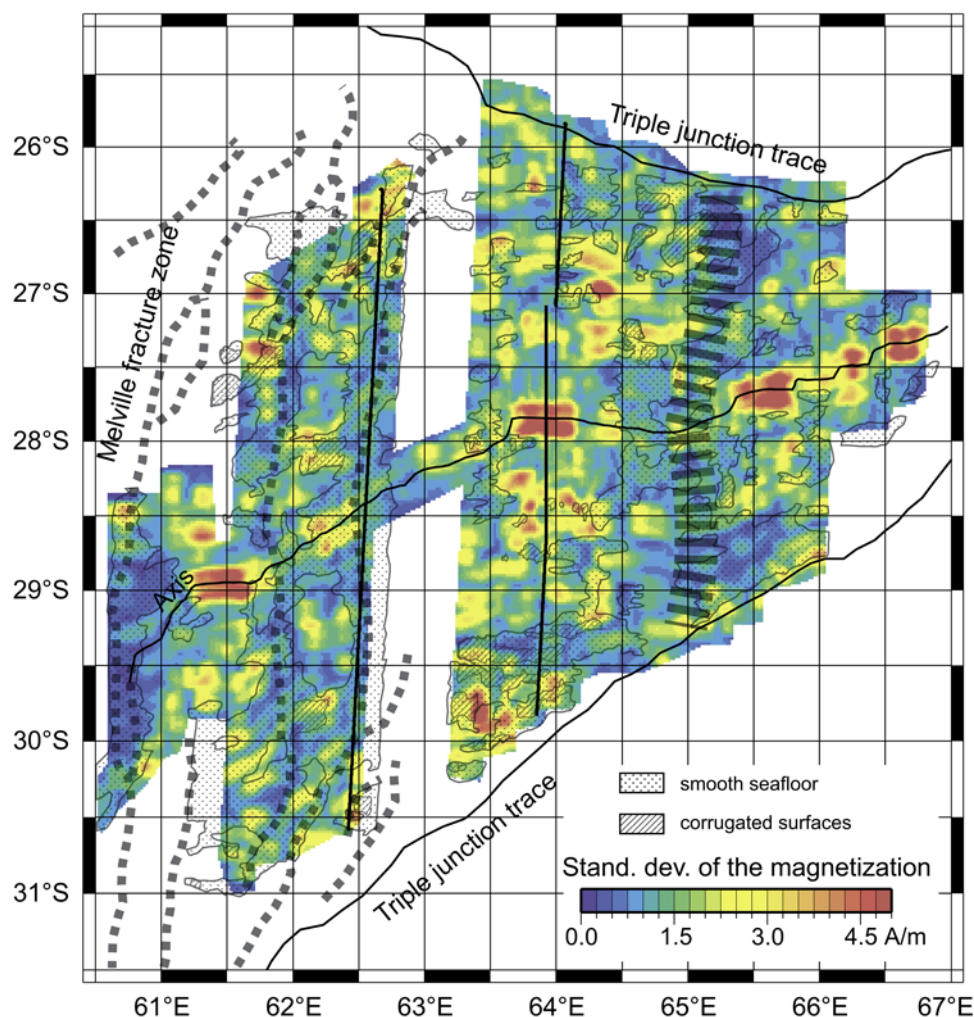 Triple junction trace
26°S
27°S
28°S
29°S
30°S
31°S
Melville fracture zone
Axis
Triple junction trace
smooth seafloor
corrugated surfaces
Stand. dev. of the magnetization
0.0 1.5 3.0 4.5 A/m
61°E 62°E 63°E 64°E 65°E 66°E 67°E